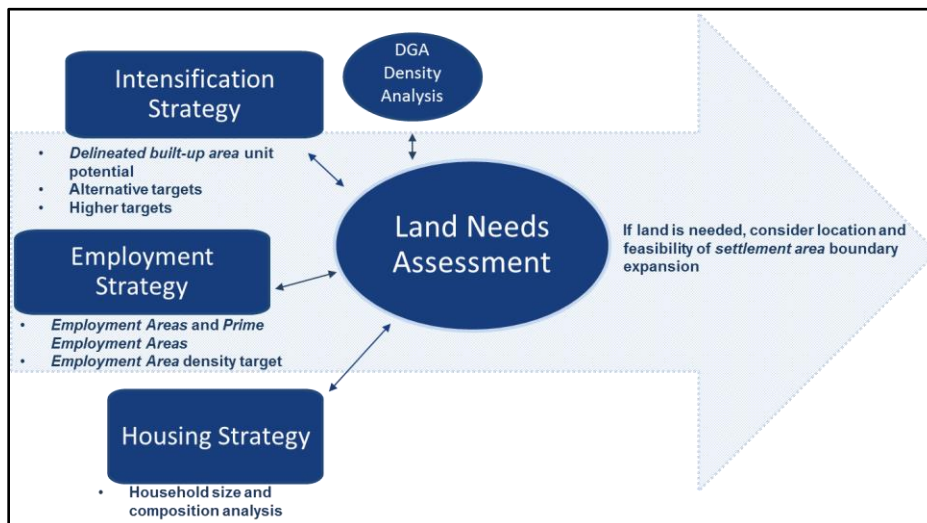 Intensification
Strategy
• Delineated built-up area unit
potential
• Alternative targets
• Higher targets
DGA
Density
Analysis
Employment
Strategy
• Employment Areas and Prime
Employment Areas
• Employment Area density target
Housing Strategy
• Household size and
composition analysis
Land Needs
Assessment
If land is needed, consider location and
feasibility of settlement area boundary
expansion